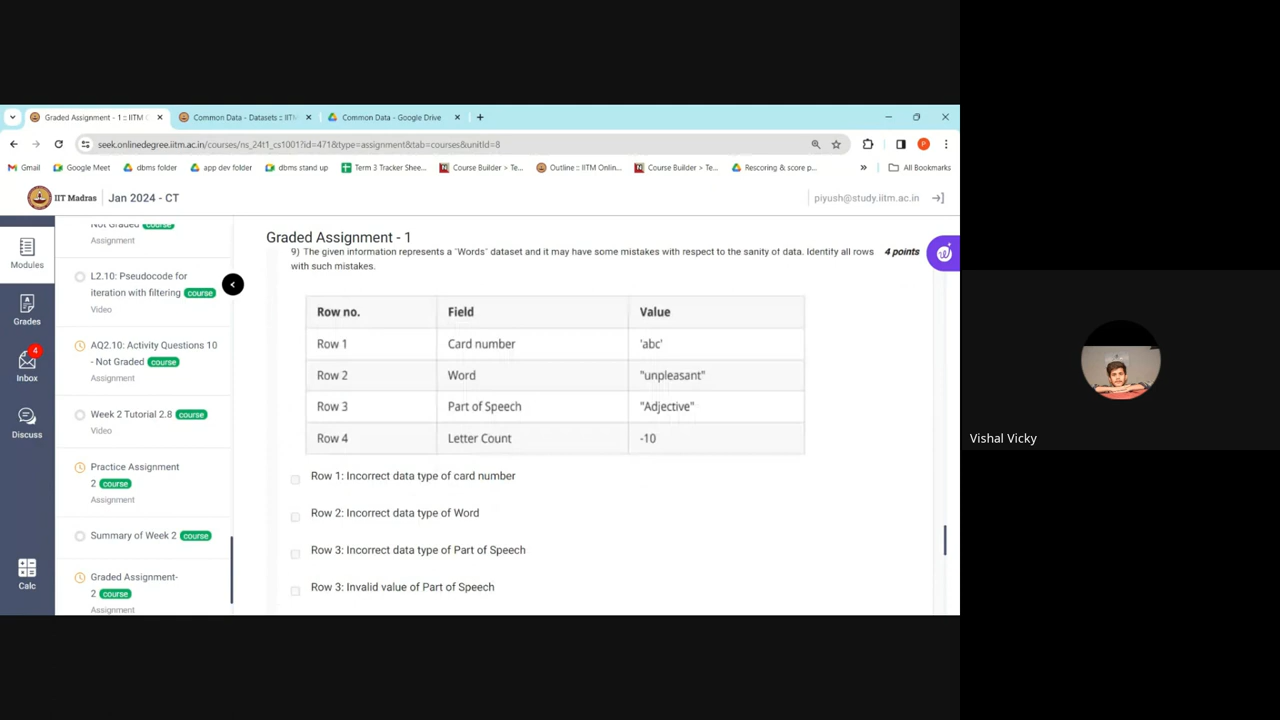 Graded Assignment - 1 :: IITM
Common Data - Datasets :: IITM
Common Data - Google Drive
seek.onlinedegree.iitm.ac.in/courses/ns_24t1_cs1001?id=471&type=assignment&tab=courses&unitId=8
Gmail
Google Meet
dbms folder
app dev folder
dbms stand up
Term 3 Tracker Shee...
Course Builder > Te...
Outline :: IITM Onlin...
Course Builder > Te...
Rescoring & score p...
»
All Bookmarks
IIT Madras
Jan 2024 - CT
piyush@study.iitm.ac.in
Modules
Grades
4
Inbox
Discuss
Calc
Not Graded course
Assignment
L2.10: Pseudocode for
iteration with filtering course
Video
AQ2.10: Activity Questions 10
- Not Graded course
Assignment
Week 2 Tutorial 2.8 course
Video
Practice Assignment
2 course
Assignment
Summary of Week 2 course
Graded Assignment-
2 course
Assignment
Graded Assignment - 1
9) The given information represents a "Words" dataset and it may have some mistakes with respect to the sanity of data. Identify all rows 4 points
with such mistakes.
Row no. Field Value
Row 1 Card number 'abc'
Row 2 Word "unpleasant"
Row 3 Part of Speech "Adjective"
Row 4 Letter Count -10
Row 1: Incorrect data type of card number
Row 2: Incorrect data type of Word
Row 3: Incorrect data type of Part of Speech
Row 3: Invalid value of Part of Speech
Vishal Vicky